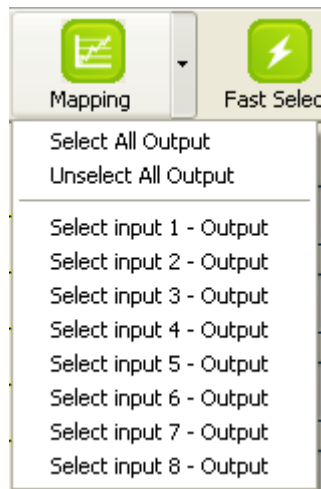 Mapping
Fast Selec
Select All Output
Unselect All Output
Select input 1 - Output
Select input 2 - Output
Select input 3 - Output
Select input 4 - Output
Select input 5 - Output
Select input 6 - Output
Select input 7 - Output
Select input 8 - Output